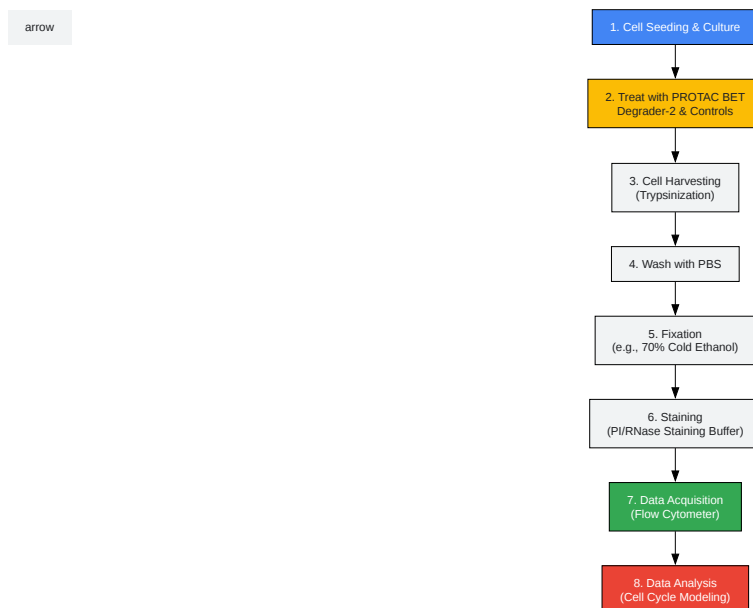 arrow
1. Cell Seeding & Culture
2. Treat with PROTAC BET
Degrader-2 & Controls
3. Cell Harvesting
(Trypsinization)
4. Wash with PBS
5. Fixation
(e.g., 70% Cold Ethanol)
6. Staining
(PI/RNase Staining Buffer)
7. Data Acquisition
(Flow Cytometer)
8. Data Analysis
(Cell Cycle Modeling)